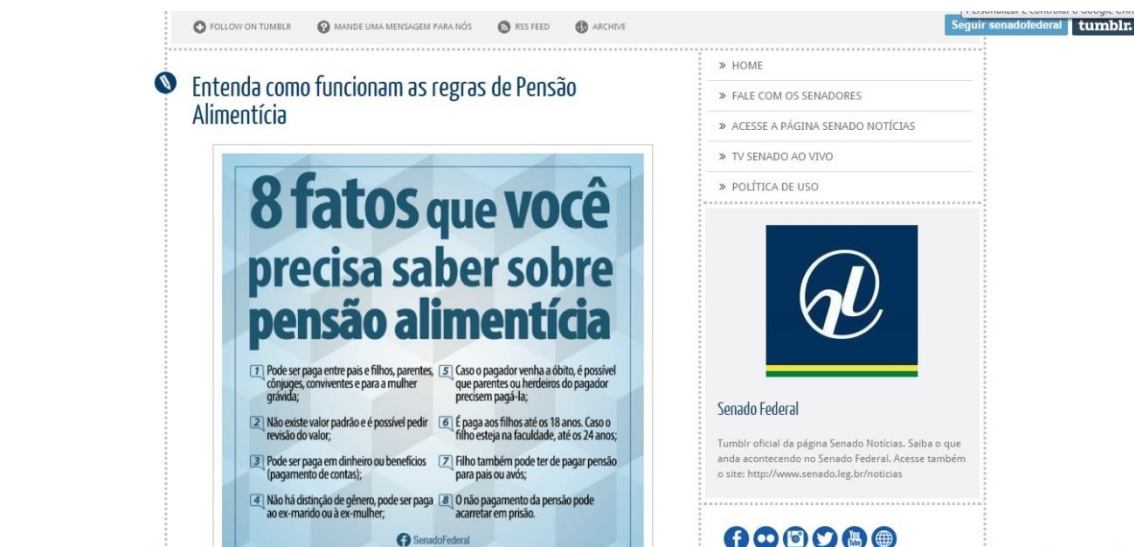 FOLLOW ON TUMBLR
MANDE UMA MENSAGEM PARA NÓS
RSS FEED
ARCHIVE
Seguir senadofederal
tumblr.
Entenda como funcionam as regras de Pensão
Alimentícia
8 fatos que você
precisa saber sobre
pensão alimentícia
1 Pode ser paga entre pais e filhos, parentes,
cônjuges, conviventes e para a mulher
grávida;
2 Não existe valor padrão e é possível pedir
revisão do valor;
3 Pode ser paga em dinheiro ou benefícios
(pagamento de contas);
4 Não há distinção de gênero, pode ser paga
ao ex-marido ou à ex-mulher;
5 Caso o pagador venha a óbito, é possível
que parentes ou herdeiros do pagador
precisem pagá-la;
6 É paga aos filhos até os 18 anos. Caso o
filho esteja na faculdade, até os 24 anos;
7 Filho também pode ter de pagar pensão
para pais ou avós;
8 O não pagamento da pensão pode
acarretar em prisão.
SenadoFederal
» HOME
» FALE COM OS SENADORES
» ACESSE A PÁGINA SENADO NOTÍCIAS
» TV SENADO AO VIVO
» POLÍTICA DE USO
Senado Federal
Tumblr oficial da página Senado Notícias. Saiba o que
anda acontecendo no Senado Federal. Acesse também
o site: http://www.senado.leg.br/noticias
You
Tube